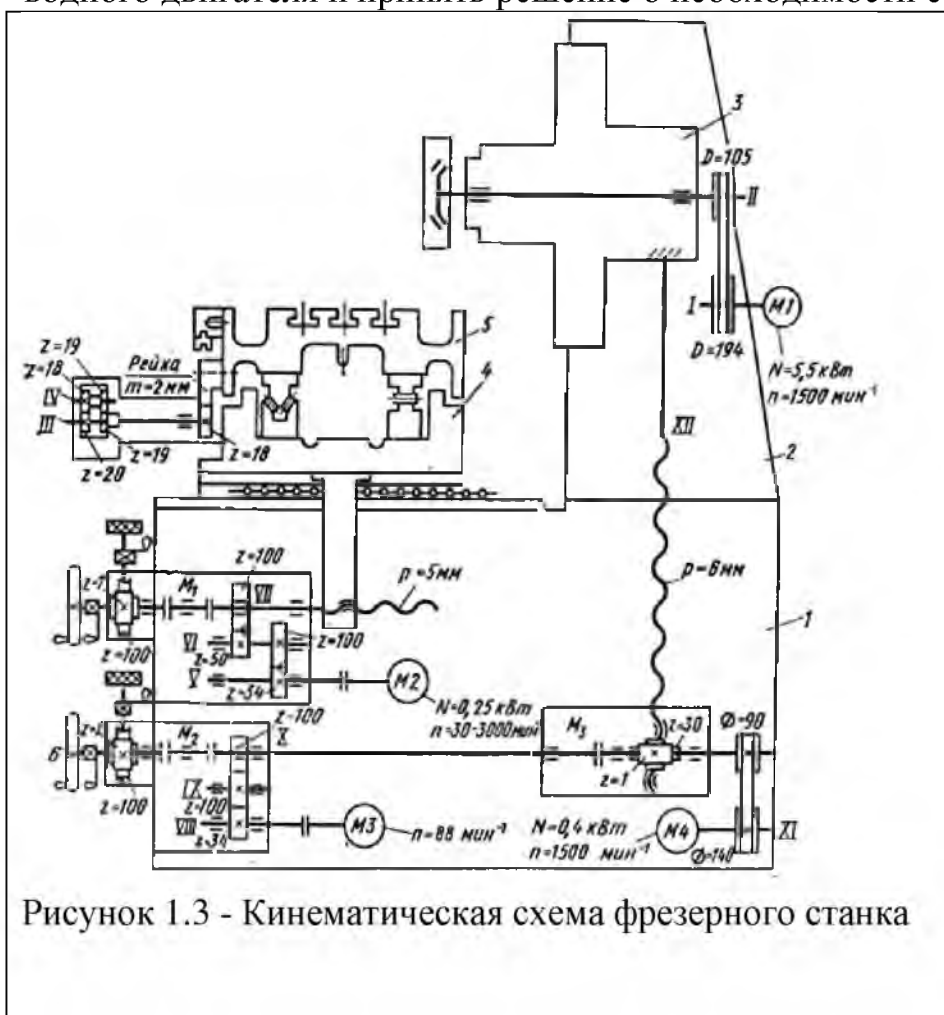 водного двигателя и принять решение о необходимости
3
D=105
II
I
M1
D=194
N=5,5 кВт
n=1500 мин⁻¹
z=19
z=18
Рейка
m=2 мм
5
4
IV
III
z=19
z=18
z=20
XII
2
z=100
M₁
VII
p=5мм
p=6мм
z=1
z=100
VI
z=50
z=100
1
V
z=54
M2
N=0,25 кВт
n=30-3000 мин⁻¹
z=100
X
M₂
M₃
z=30
Ø=90
6
z=1
z=100
IX
z=100
VIII
z=34
M3
n=88 мин⁻¹
N=0,4 кВт
n=1500 мин⁻¹
M4
Ø=140
XI
Рисунок 1.3 - Кинематическая схема фрезерного станка